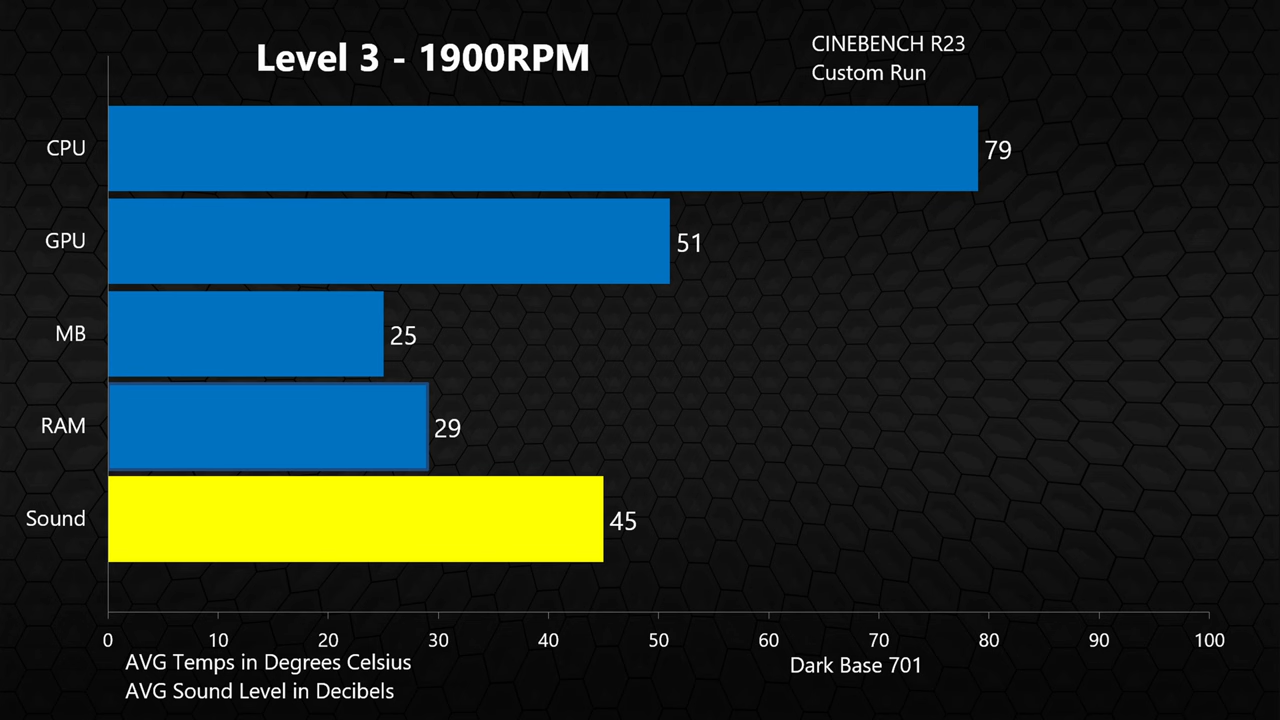 Level 3 - 1900RPM
CINEBENCH R23
Custom Run
CPU
79
GPU
51
MB
25
RAM
29
Sound
45
0 10 20 30 40 50 60 70 80 90 100
AVG Temps in Degrees Celsius
AVG Sound Level in Decibels
Dark Base 701